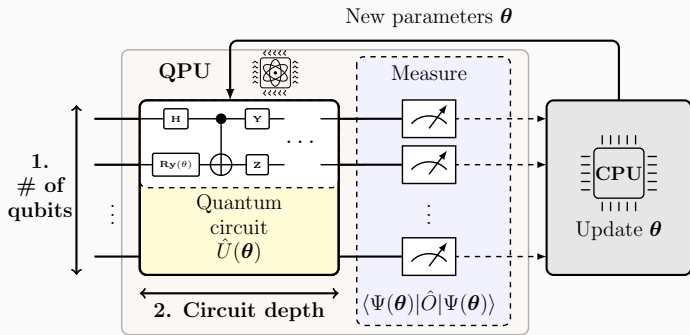 New parameters θ
QPU
Measure
H
Y
. . .
Ry(θ)
Z
1.
# of
qubits
CPU
Quantum
circuit
Û(θ)
Update θ
2. Circuit depth
⟨Ψ(θ)|Ô|Ψ(θ)⟩